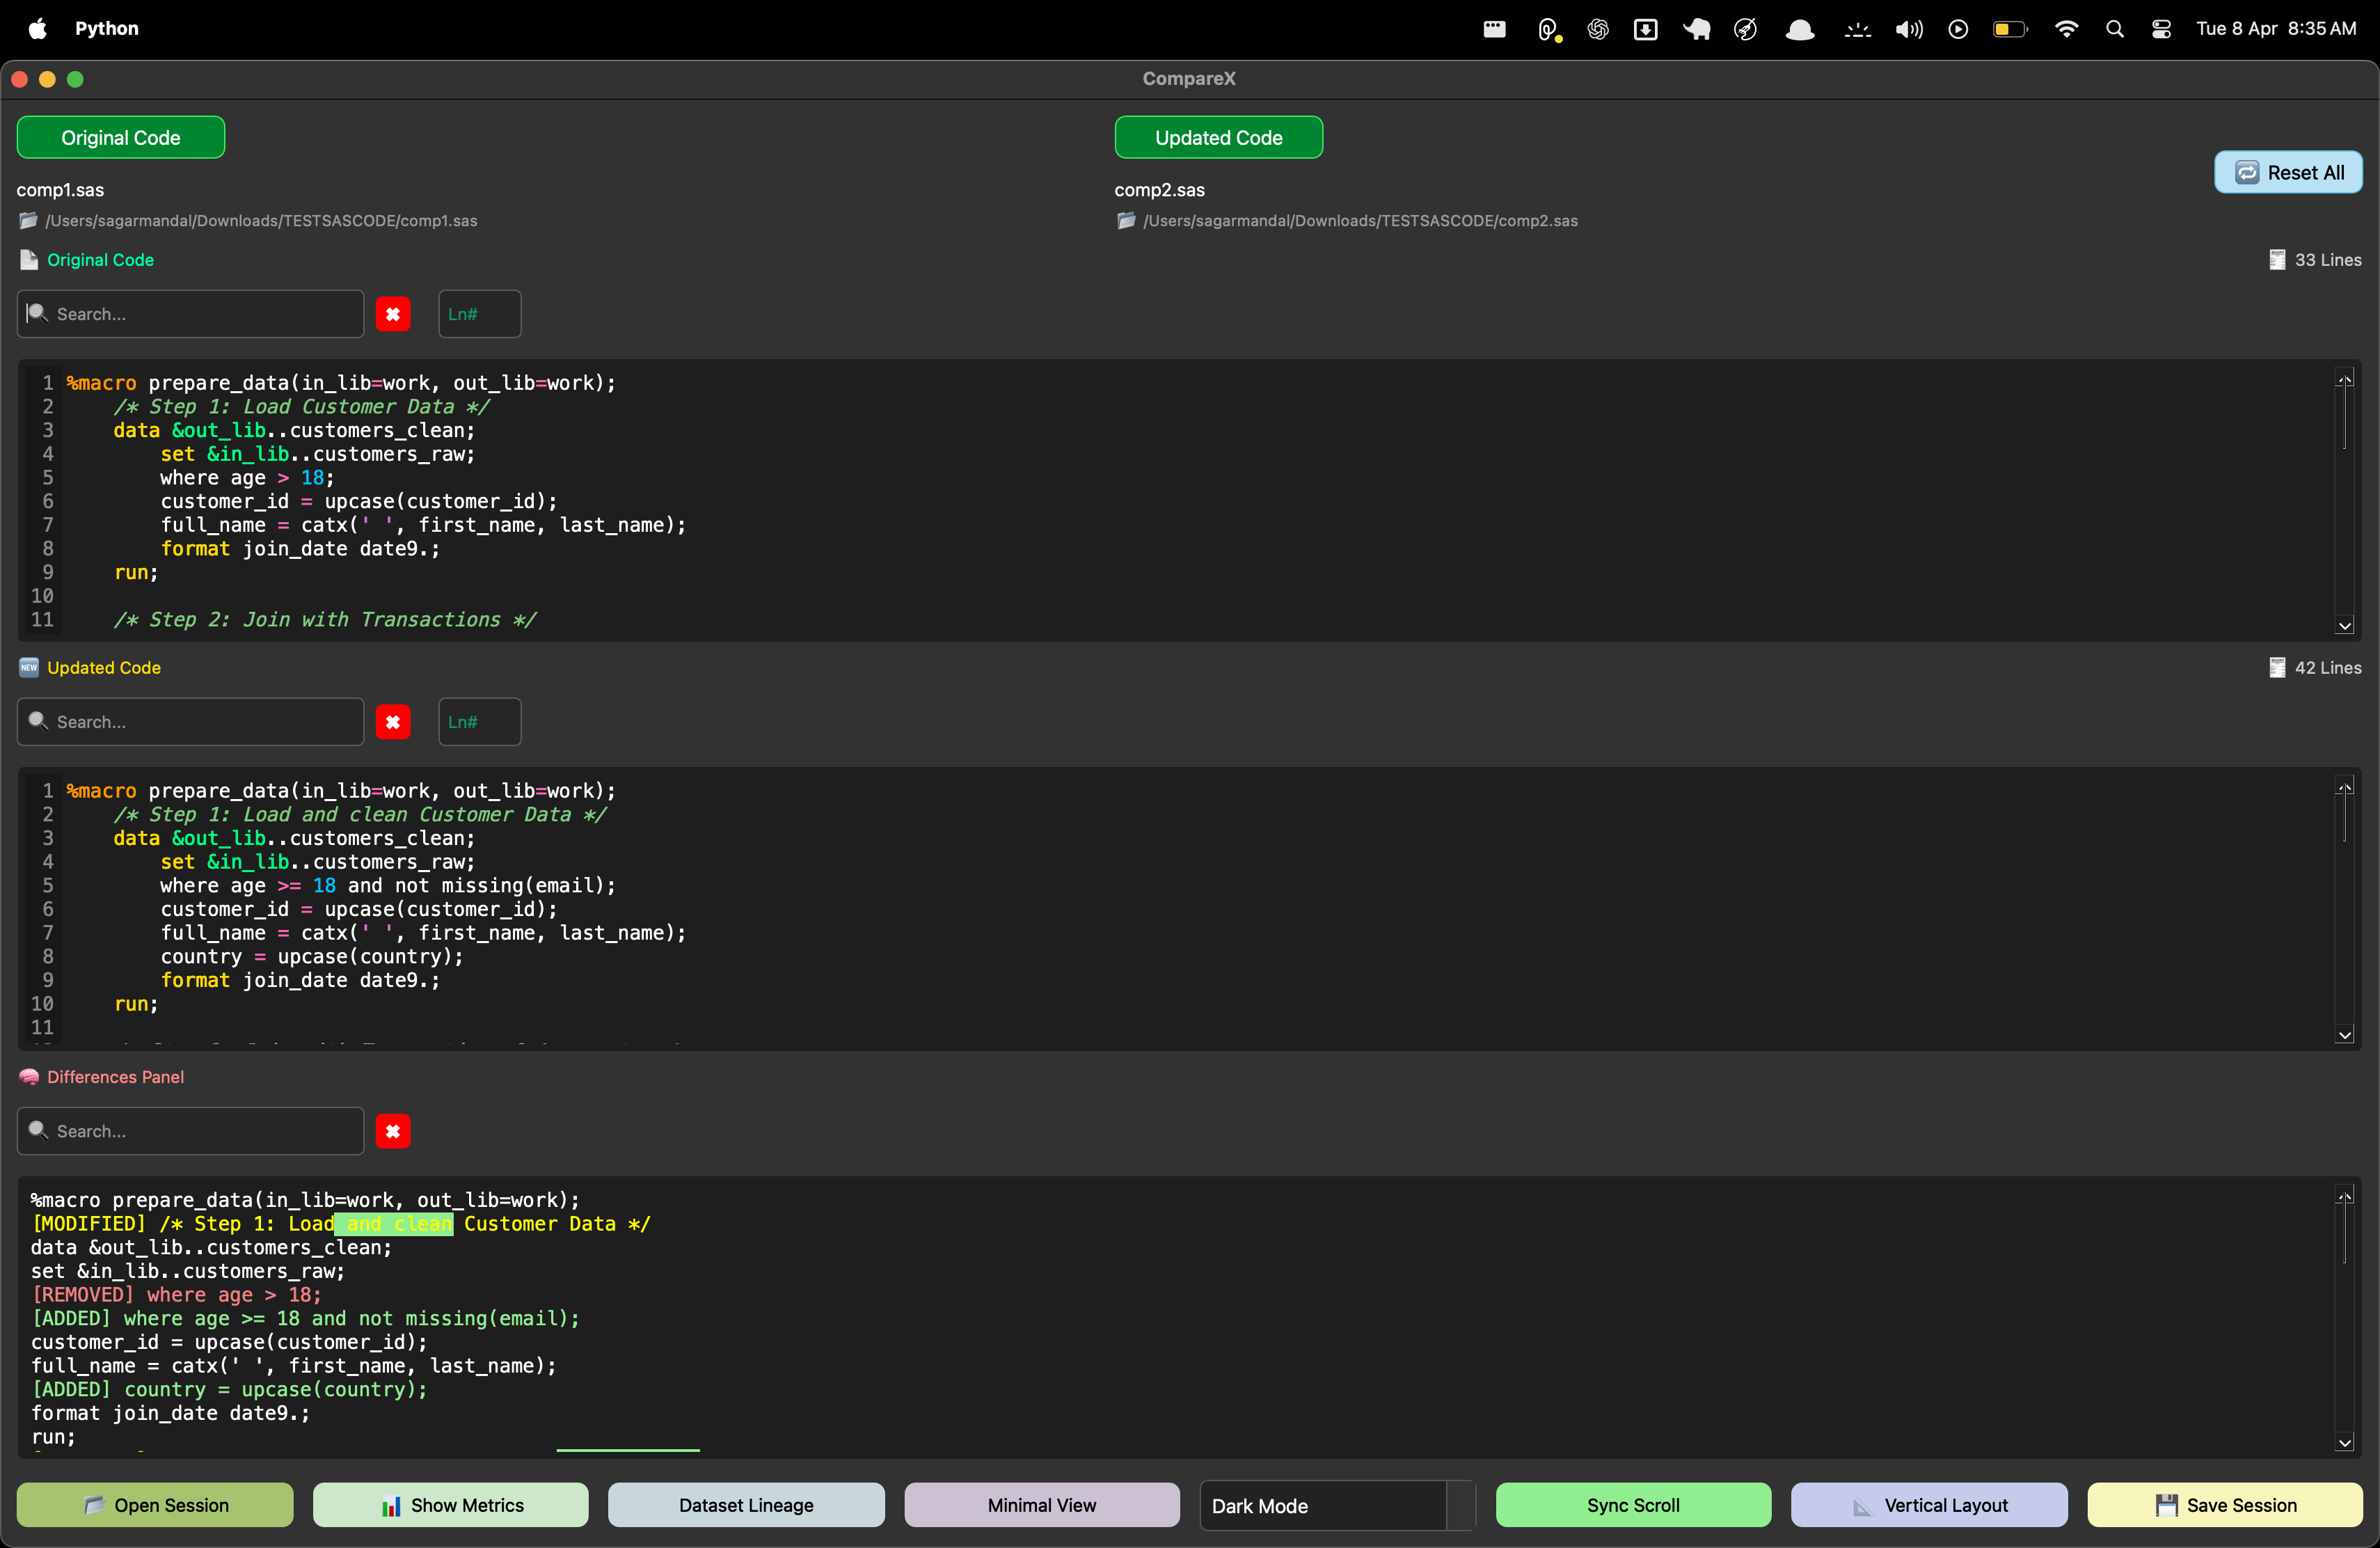 Python
Tue 8 Apr 8:35 AM
CompareX
Original Code
Updated Code
Reset All
comp1.sas
comp2.sas
/Users/sagarmandal/Downloads/TESTSASCODE/comp1.sas
/Users/sagarmandal/Downloads/TESTSASCODE/comp2.sas
Original Code
33 Lines
Search...
Ln#
1 %macro prepare_data(in_lib=work, out_lib=work);
2 /* Step 1: Load Customer Data */
3 data &out_lib..customers_clean;
4 set &in_lib..customers_raw;
5 where age > 18;
6 customer_id = upcase(customer_id);
7 full_name = catx(' ', first_name, last_name);
8 format join_date date9.;
9 run;
10
11 /* Step 2: Join with Transactions */
NEW Updated Code
42 Lines
Search...
Ln#
1 %macro prepare_data(in_lib=work, out_lib=work);
2 /* Step 1: Load and clean Customer Data */
3 data &out_lib..customers_clean;
4 set &in_lib..customers_raw;
5 where age >= 18 and not missing(email);
6 customer_id = upcase(customer_id);
7 full_name = catx(' ', first_name, last_name);
8 country = upcase(country);
9 format join_date date9.;
10 run;
11
Differences Panel
Search...
%macro prepare_data(in_lib=work, out_lib=work);
[MODIFIED] /* Step 1: Load and clean Customer Data */
data &out_lib..customers_clean;
set &in_lib..customers_raw;
[REMOVED] where age > 18;
[ADDED] where age >= 18 and not missing(email);
customer_id = upcase(customer_id);
full_name = catx(' ', first_name, last_name);
[ADDED] country = upcase(country);
format join_date date9.;
run;
Open Session
Show Metrics
Dataset Lineage
Minimal View
Dark Mode
Sync Scroll
Vertical Layout
Save Session